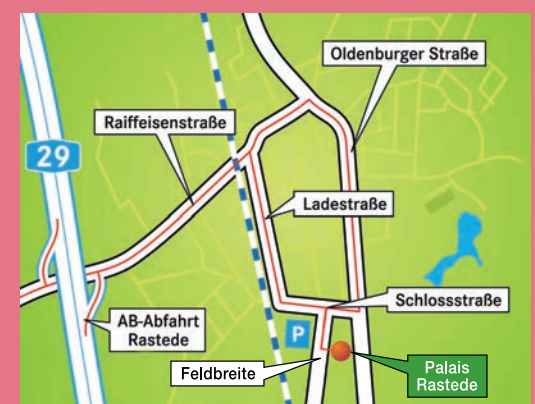 Oldenburger Straße
Raiffeisenstraße
29
Ladestraße
Schlossstraße
AB-Abfahrt
Rastede
P
Feldbreite
Palais
Rastede